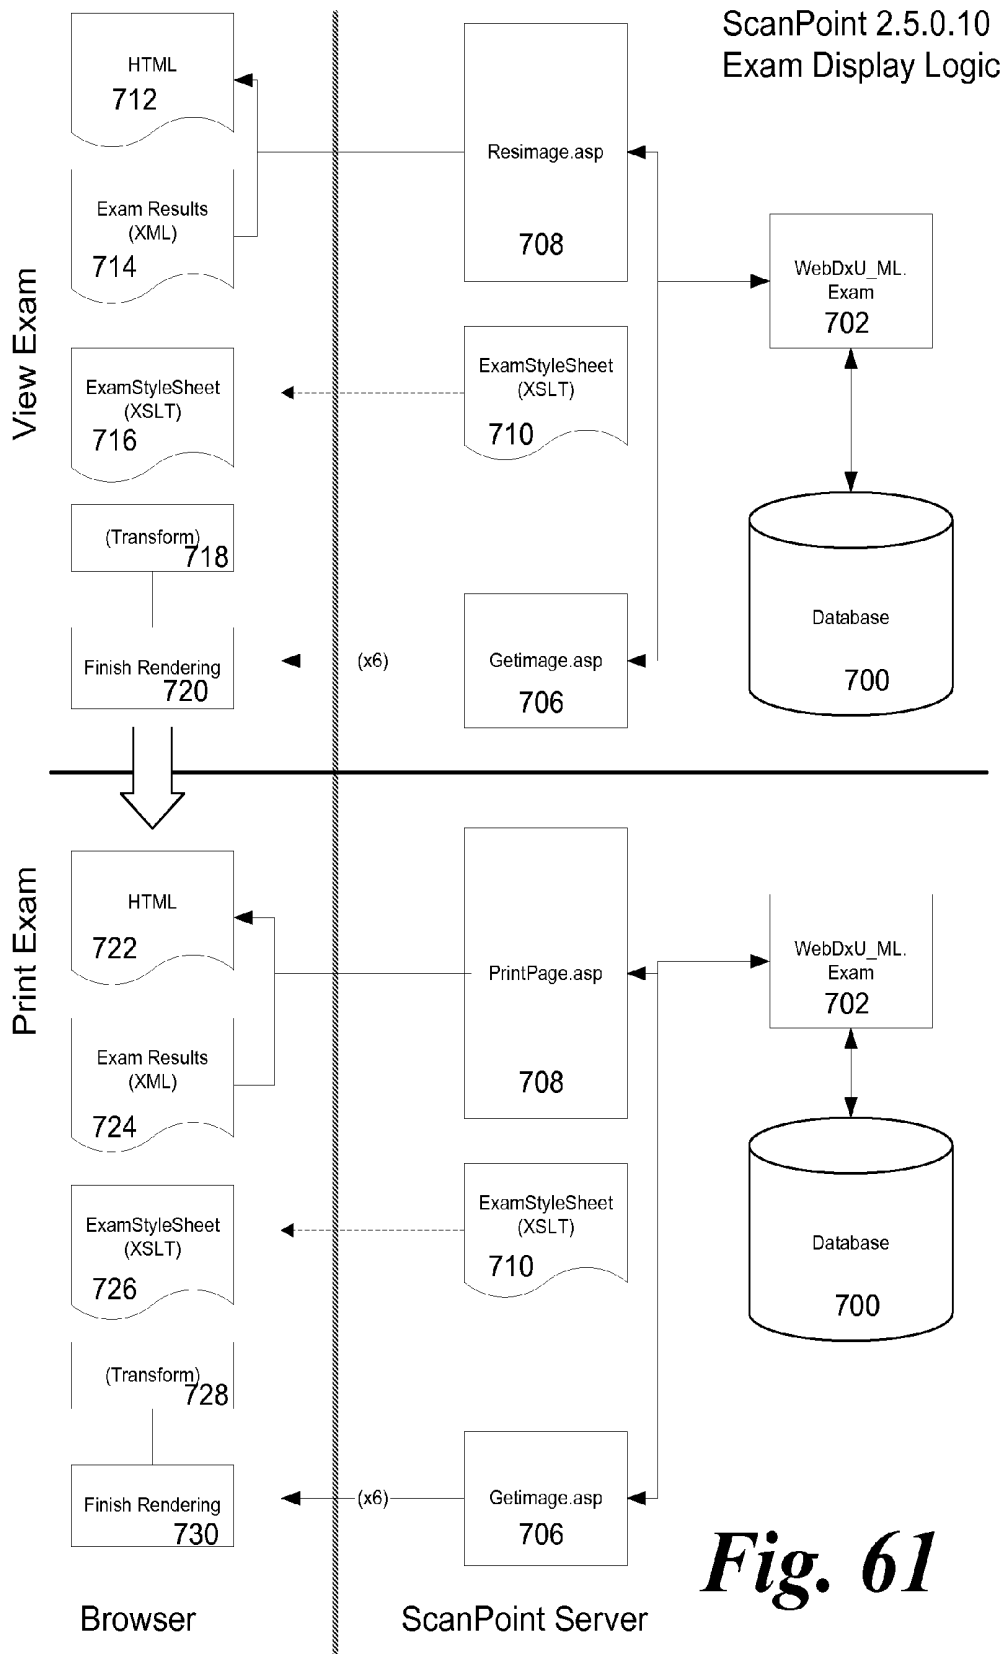 ScanPoint 2.5.0.10
Exam Display Logic
View Exam
HTML
712
Exam Results
(XML)
714
ExamStyleSheet
(XSLT)
716
(Transform)
718
Finish Rendering
720
Resimage.asp
708
ExamStyleSheet
(XSLT)
710
(x6)
Getimage.asp
706
WebDxU_ML.
Exam
702
Database
700
Print Exam
HTML
722
Exam Results
(XML)
724
ExamStyleSheet
(XSLT)
726
(Transform)
728
Finish Rendering
730
PrintPage.asp
708
ExamStyleSheet
(XSLT)
710
(x6)
Getimage.asp
706
WebDxU_ML.
Exam
702
Database
700
Browser
ScanPoint Server
Fig. 61